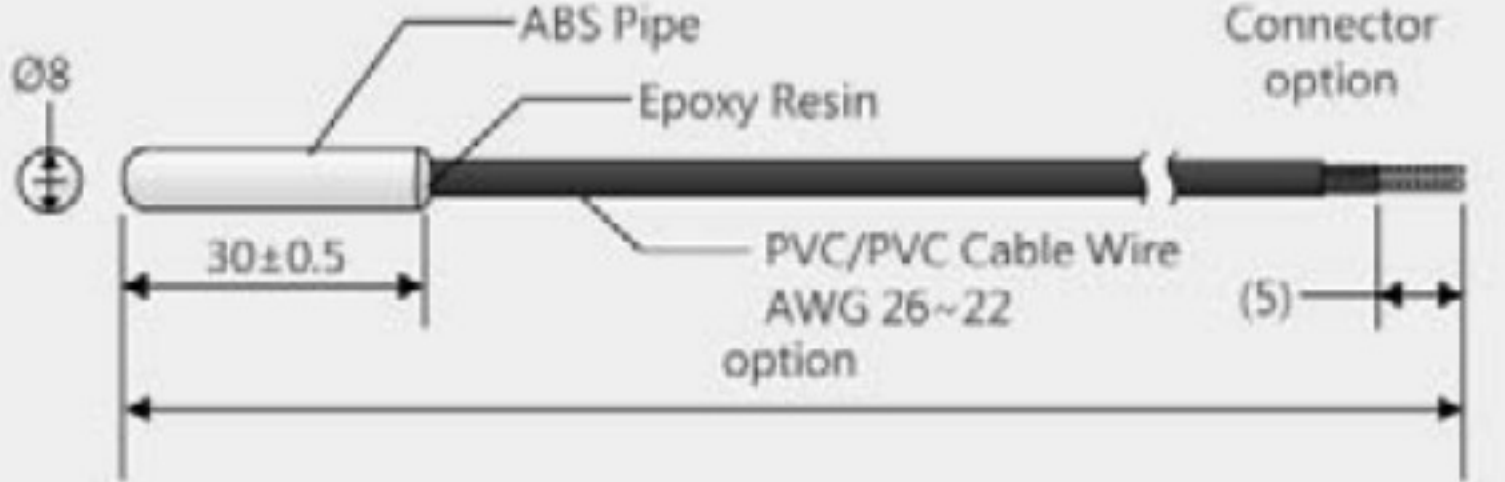 ABS Pipe
Connector
option
Ø8
Epoxy Resin
30±0.5
PVC/PVC Cable Wire
AWG 26~22
(5)
option